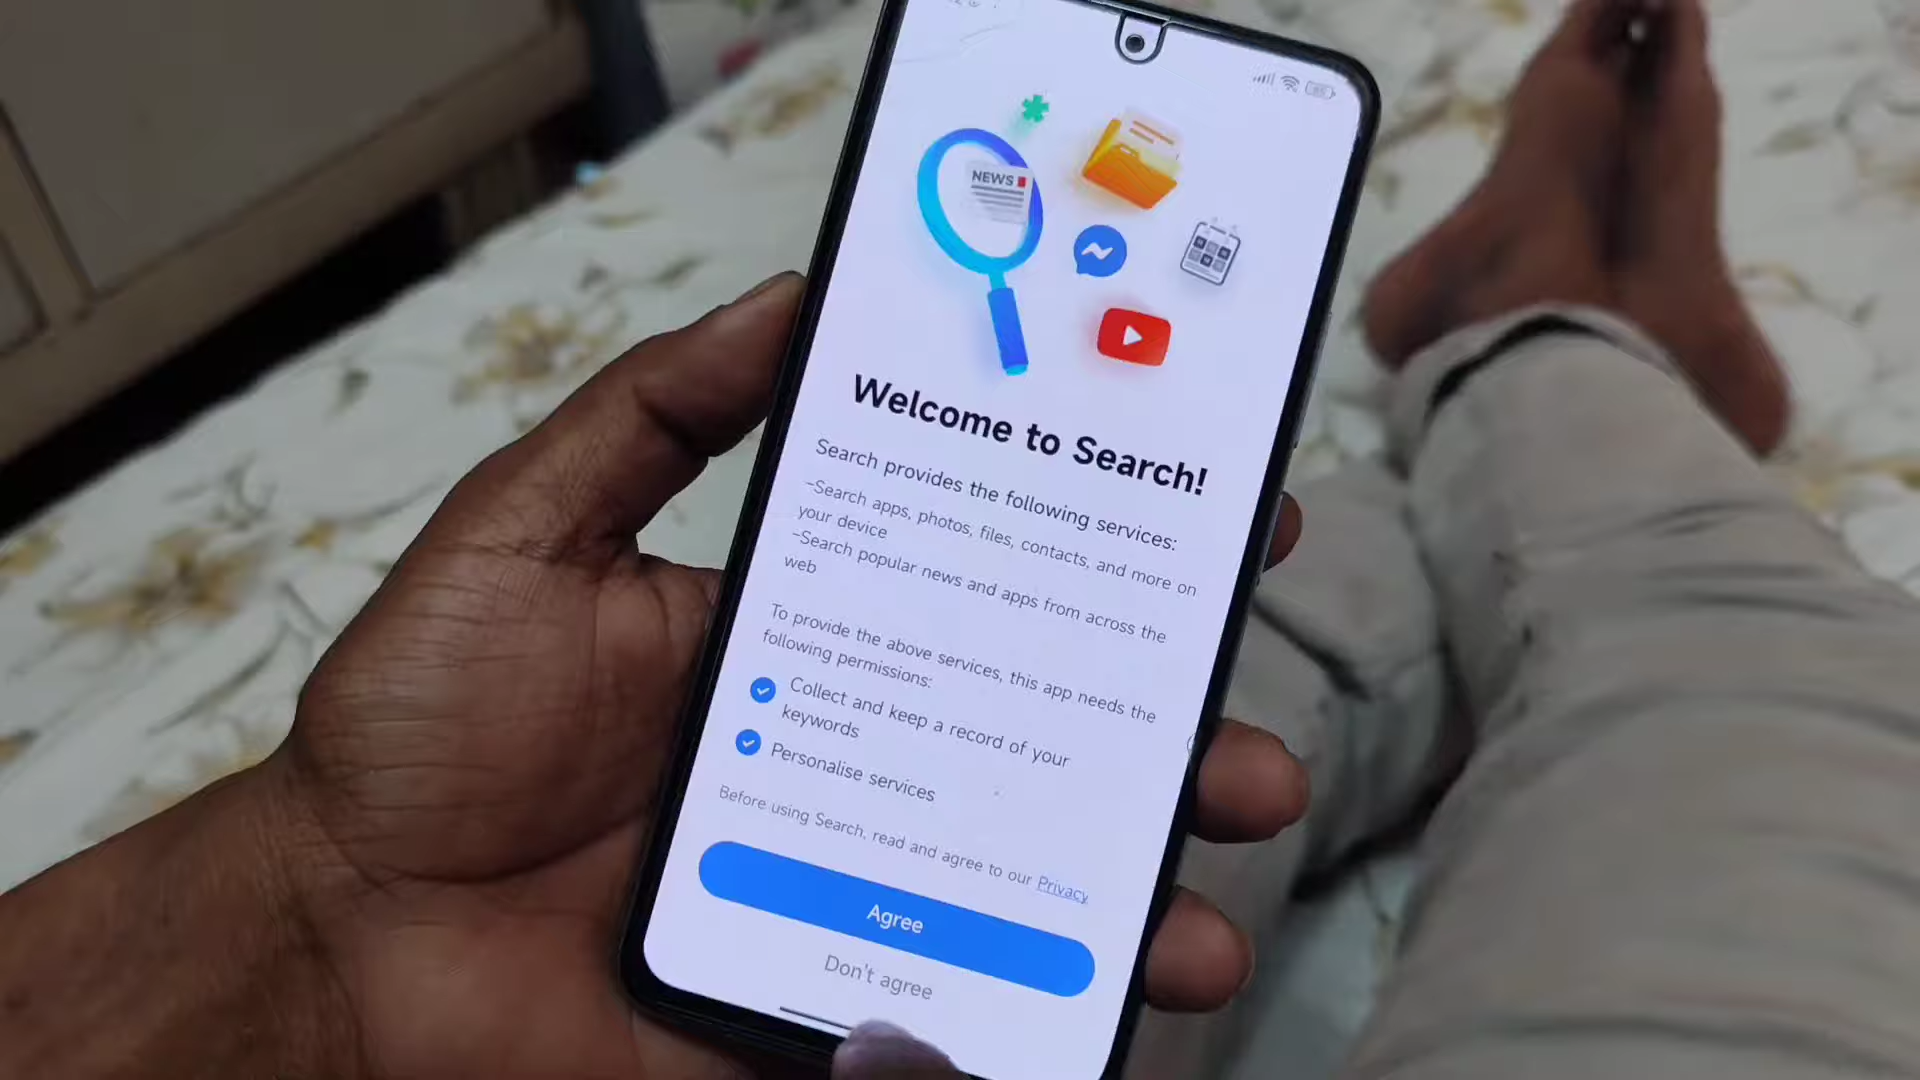 NEWS
Welcome to Search!
Search provides the following services:
-Search apps, photos, files, contacts, and more on
your device
-Search popular news and apps from across the
web
To provide the above services, this app needs the
following permissions:
Collect and keep a record of your
keywords
Personalise services
Before using Search, read and agree to our Privacy
Agree
Don't agree